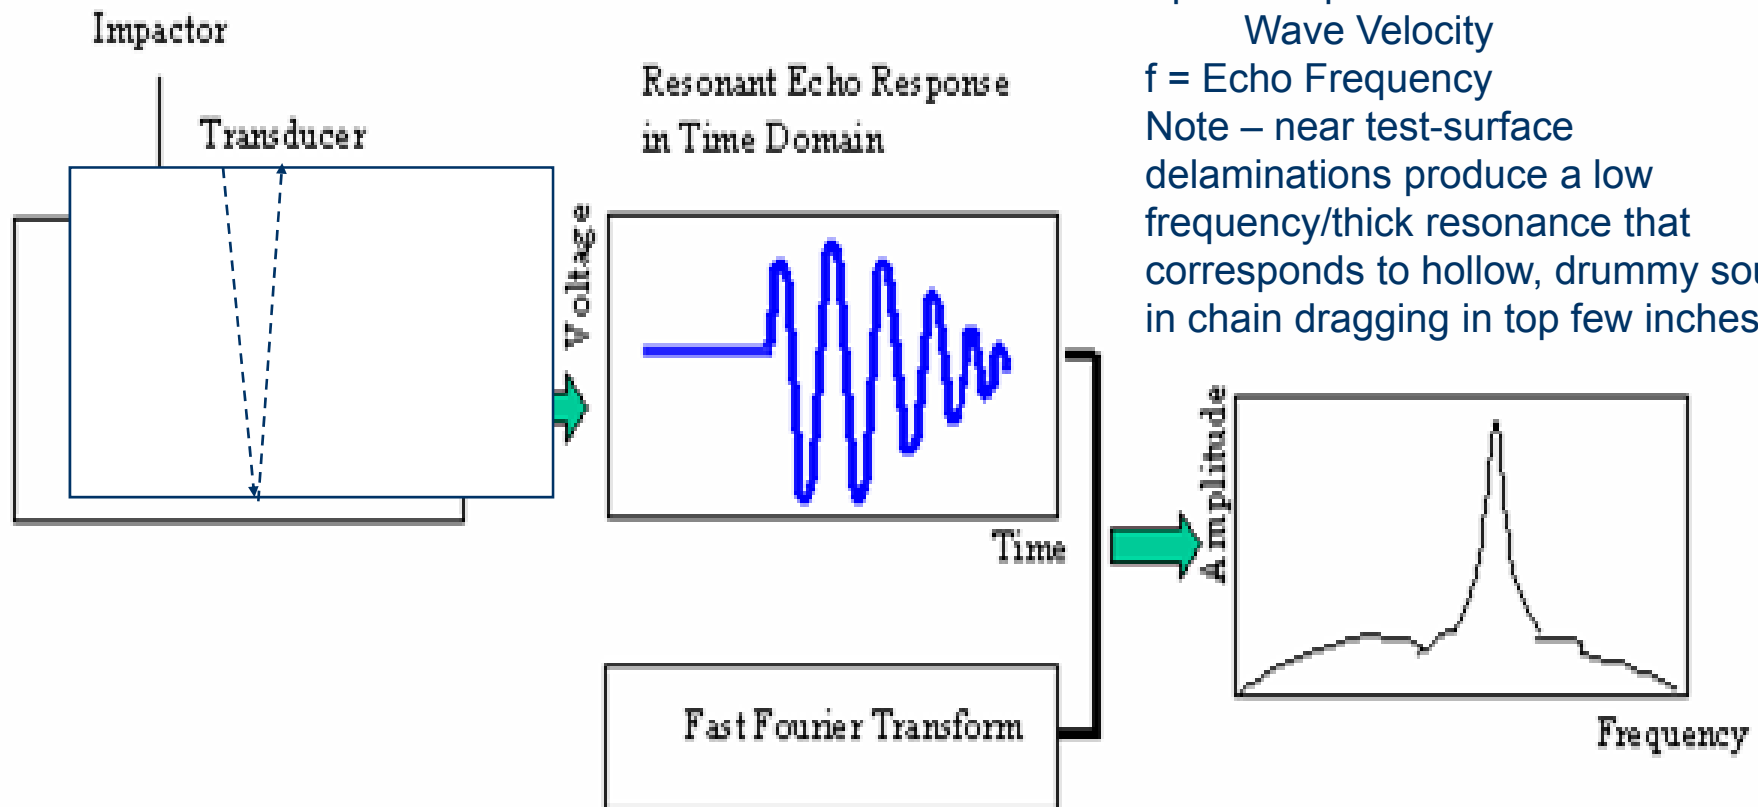 Impactor
Transducer
Resonant Echo Response
in Time Domain
Voltage
Time
Fast Fourier Transform
Wave Velocity
f = Echo Frequency
Note – near test-surface
delaminations produce a low
frequency/thick resonance that
corresponds to hollow, drummy
in chain dragging in top few inches
Amplitude
Frequency